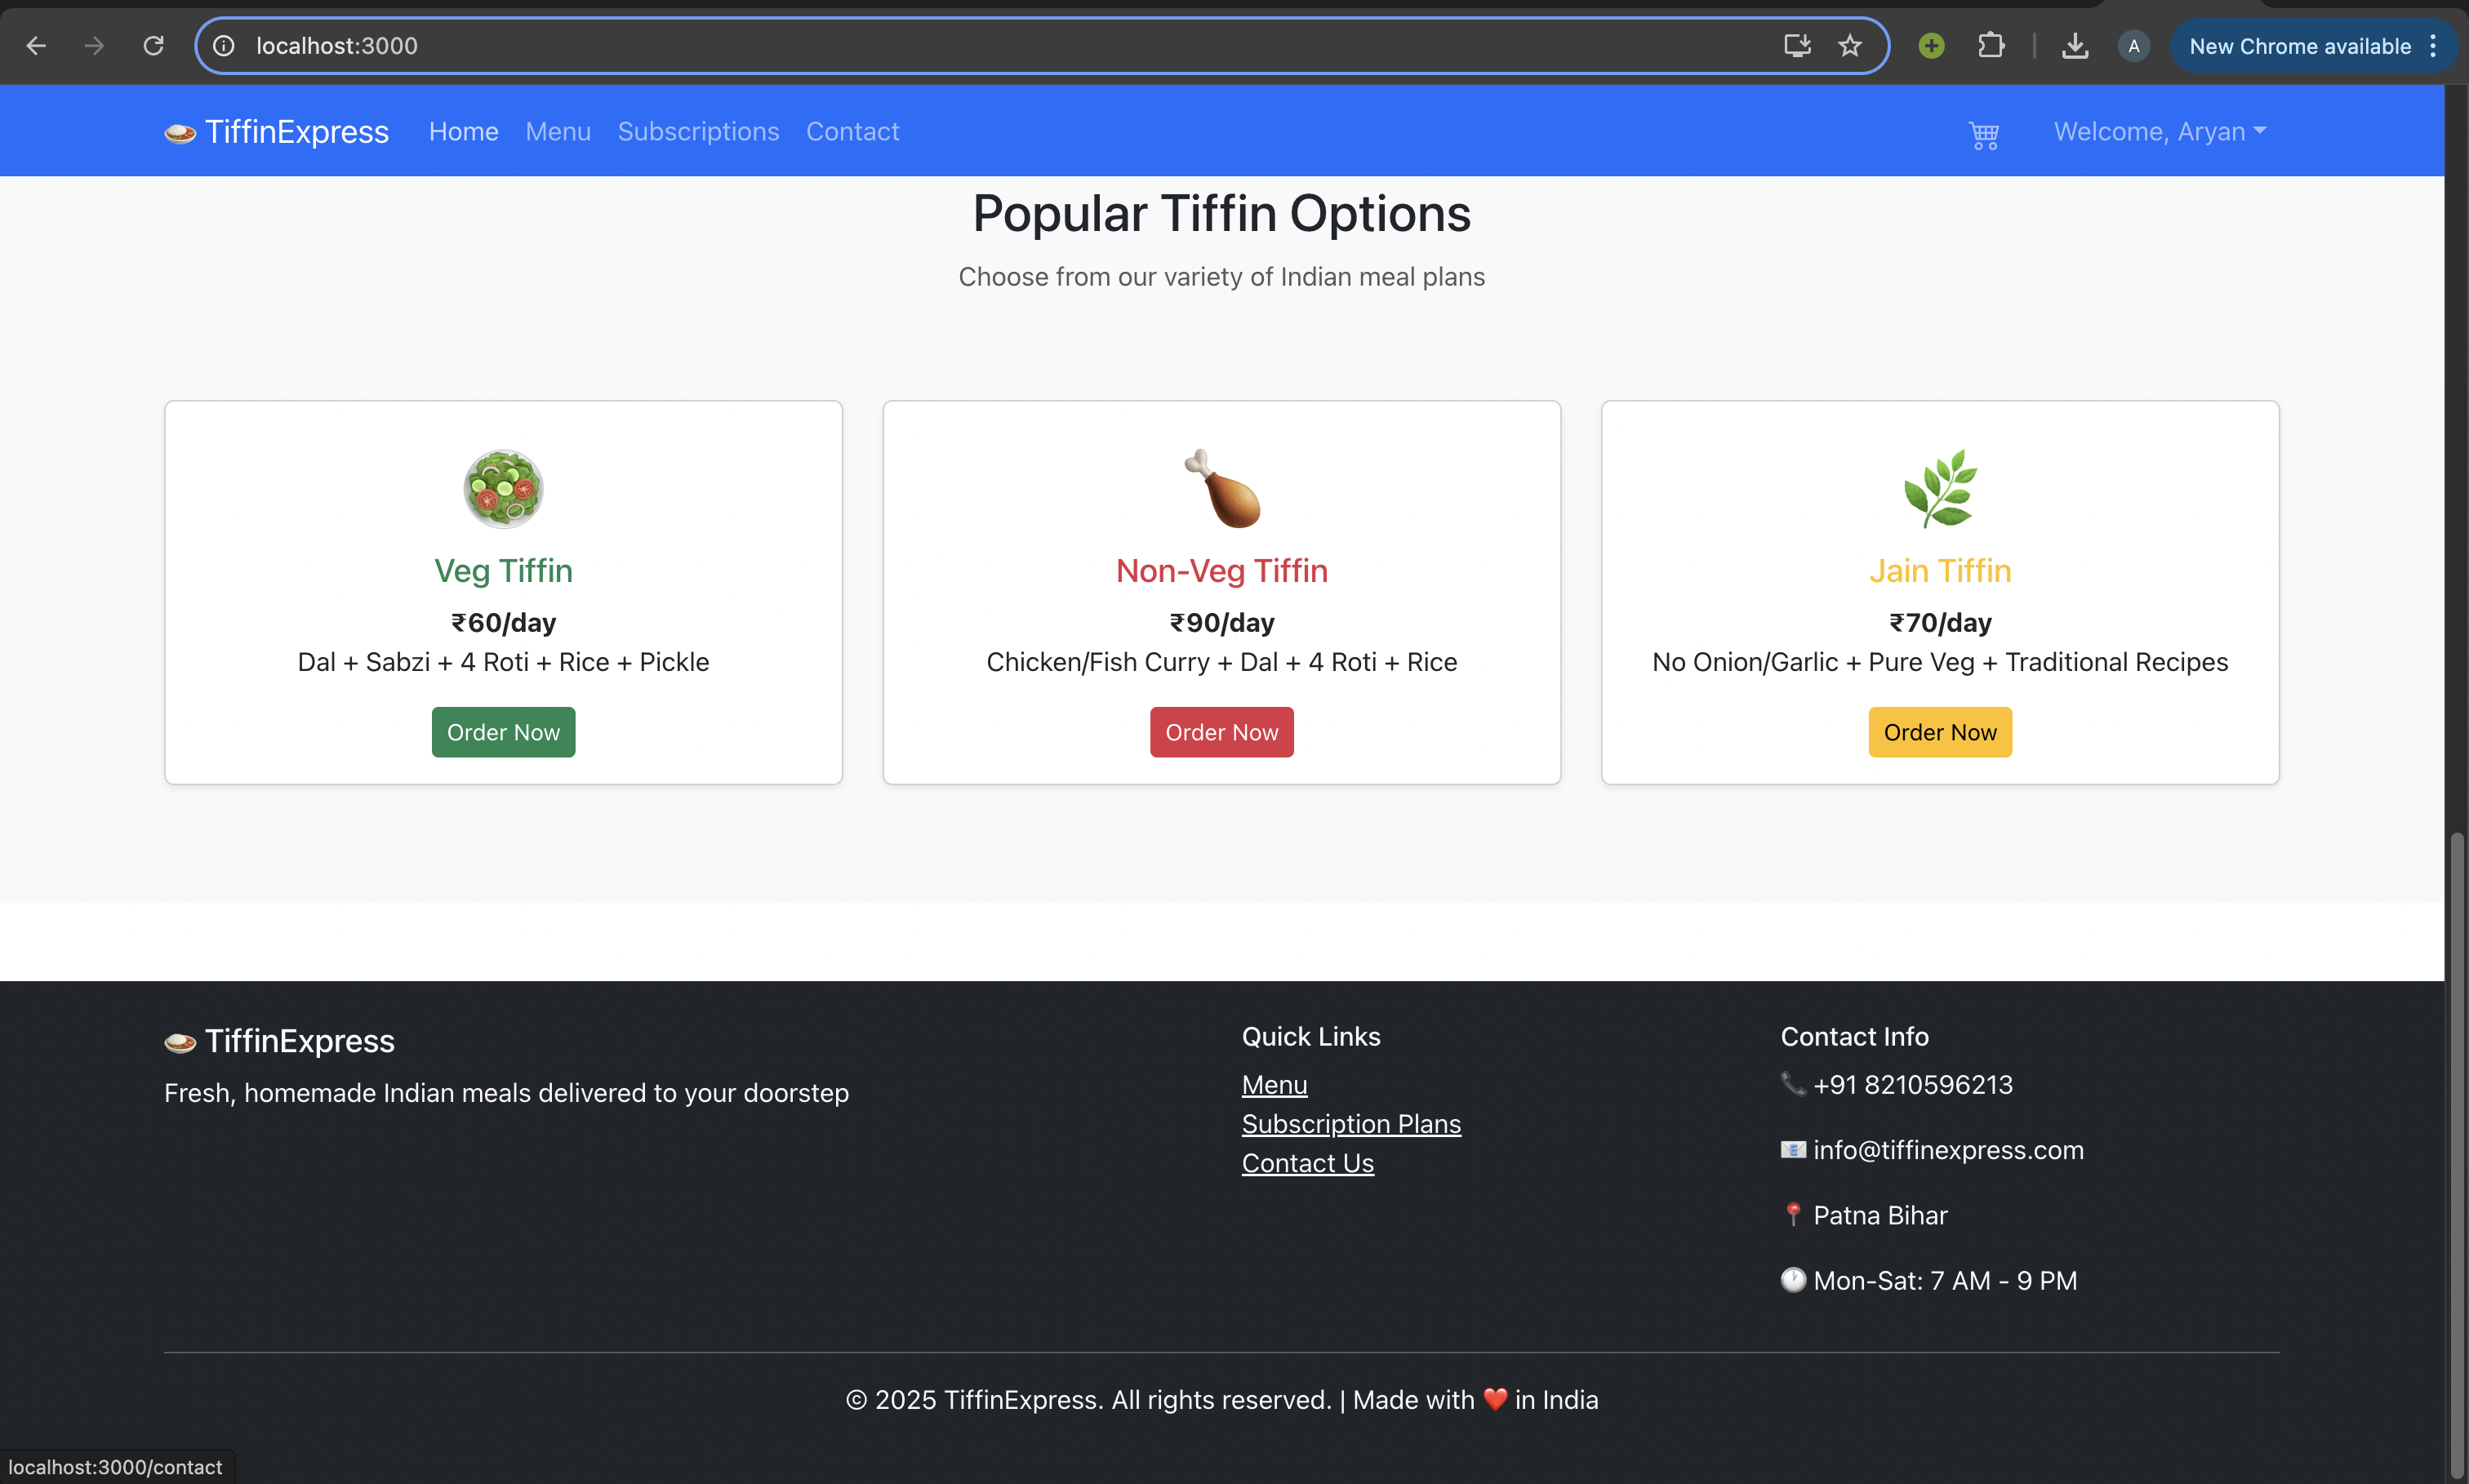 localhost:3000
A
New Chrome available
TiffinExpress
Home
Menu
Subscriptions
Contact
Welcome, Aryan
Popular Tiffin Options
Choose from our variety of Indian meal plans
Veg Tiffin
₹60/day
Dal + Sabzi + 4 Roti + Rice + Pickle
Order Now
Non-Veg Tiffin
₹90/day
Chicken/Fish Curry + Dal + 4 Roti + Rice
Order Now
Jain Tiffin
₹70/day
No Onion/Garlic + Pure Veg + Traditional Recipes
Order Now
TiffinExpress
Fresh, homemade Indian meals delivered to your doorstep
Quick Links
Menu
Subscription Plans
Contact Us
Contact Info
📞 +91 8210596213
📧 info@tiffinexpress.com
📍 Patna Bihar
🕐 Mon-Sat: 7 AM - 9 PM
© 2025 TiffinExpress. All rights reserved. | Made with ❤️ in India
localhost:3000/contact